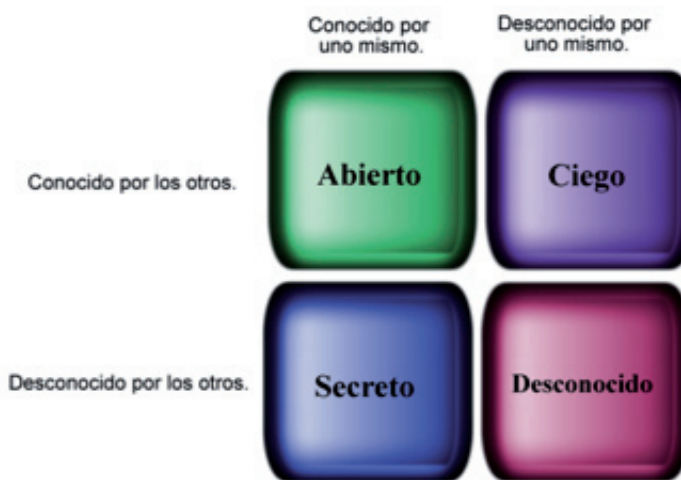 Conocido por
uno mismo.
Desconocido por
uno mismo.
Conocido por los otros.
Abierto
Ciego
Desconocido por los otros.
Secreto
Desconocido